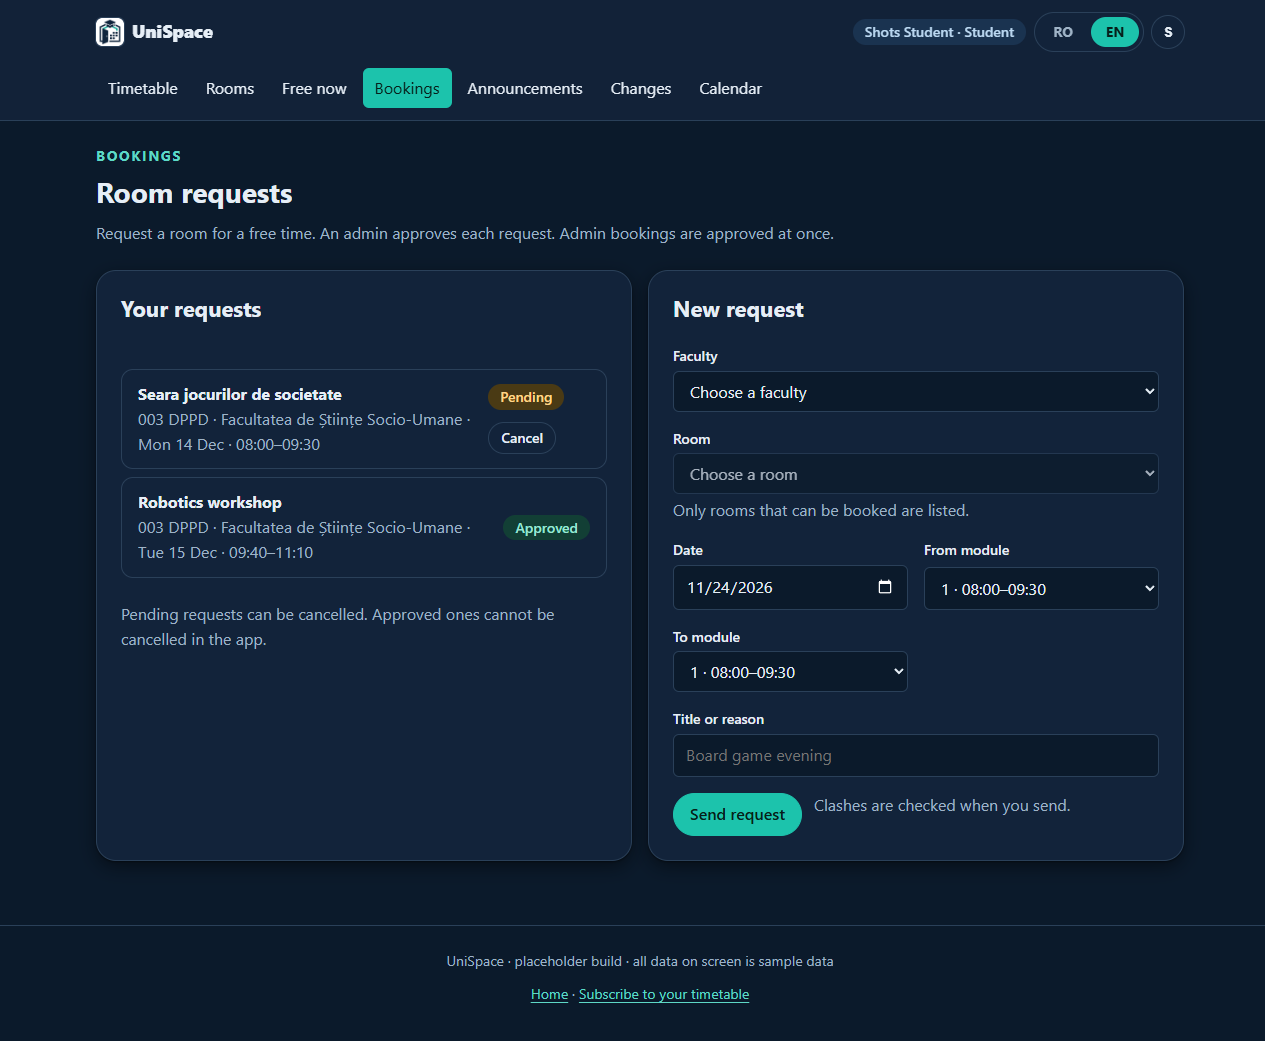 UniSpace
Shots Student · Student
RO
EN
S
Timetable
Rooms
Free now
Bookings
Announcements
Changes
Calendar
BOOKINGS
Room requests
Request a room for a free time. An admin approves each request. Admin bookings are approved at once.
Your requests
Seara jocurilor de societate
003 DPPD · Facultatea de Științe Socio-Umane ·
Mon 14 Dec · 08:00–09:30
Pending
Cancel
Robotics workshop
003 DPPD · Facultatea de Științe Socio-Umane ·
Tue 15 Dec · 09:40–11:10
Approved
Pending requests can be cancelled. Approved ones cannot be
cancelled in the app.
New request
Faculty
Choose a faculty
Room
Choose a room
Only rooms that can be booked are listed.
Date
11/24/2026
From module
1 · 08:00–09:30
To module
1 · 08:00–09:30
Title or reason
Board game evening
Send request
Clashes are checked when you send.
UniSpace · placeholder build · all data on screen is sample data
Home · Subscribe to your timetable